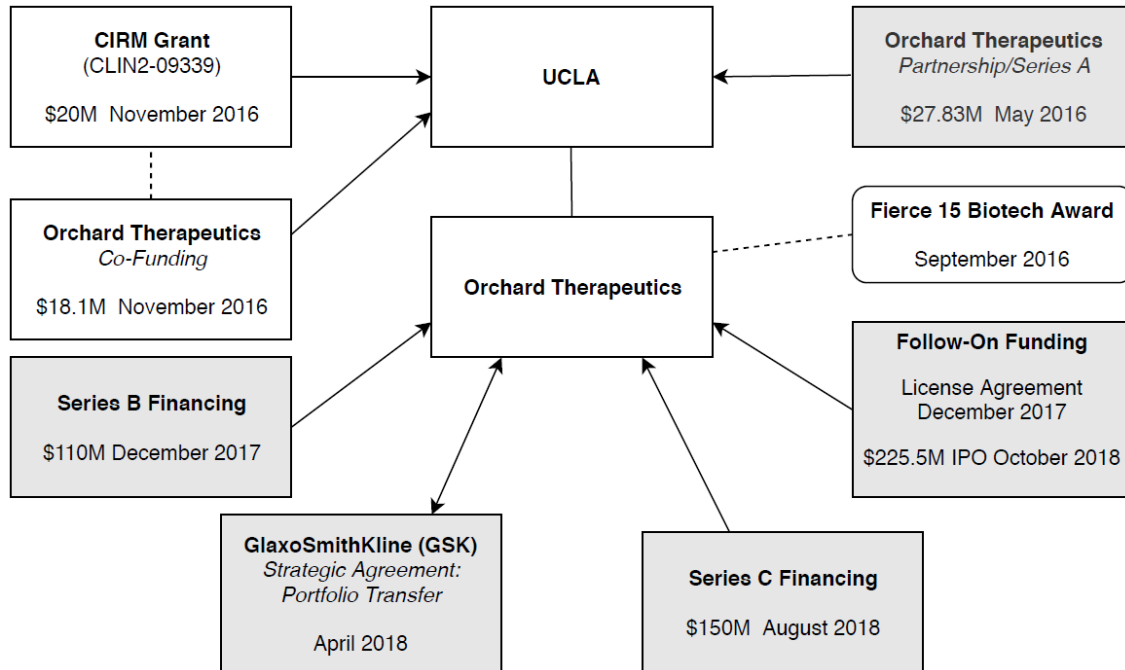 CIRM Grant
(CLIN2-09339)
$20M  November 2016
UCLA
Orchard Therapeutics
Partnership/Series A
$27.83M  May 2016
Orchard Therapeutics
Co-Funding
$18.1M  November 2016
Orchard Therapeutics
Fierce 15 Biotech Award
September 2016
Series B Financing
$110M December 2017
Follow-On Funding
License Agreement
December 2017
$225.5M IPO October 2018
GlaxoSmithKline (GSK)
Strategic Agreement:
Portfolio Transfer
April 2018
Series C Financing
$150M  August 2018